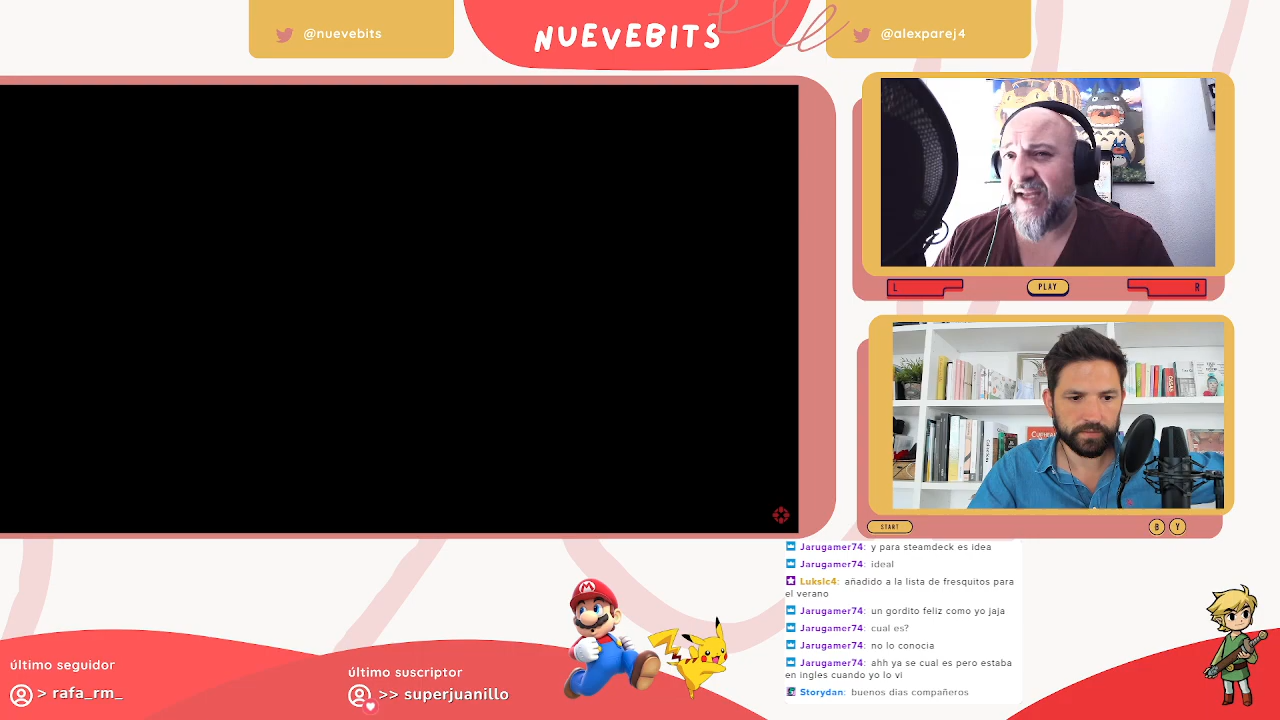 @nuevebits
NUEVEBITS
@alexparej4
L
PLAY
R
START
B
Y
Jarugamer74: y para steamdeck es idea
Jarugamer74: ideal
Lukslc4: añadido a la lista de fresquitos para
el verano
Jarugamer74: un gordito feliz como yo jaja
Jarugamer74: cual es?
Jarugamer74: no lo conocia
Jarugamer74: ahh ya se cual es pero estaba
en ingles cuando yo lo vi
Storydan: buenos dias compañeros
último seguidor
> rafa_rm_
último suscriptor
>> superjuanillo